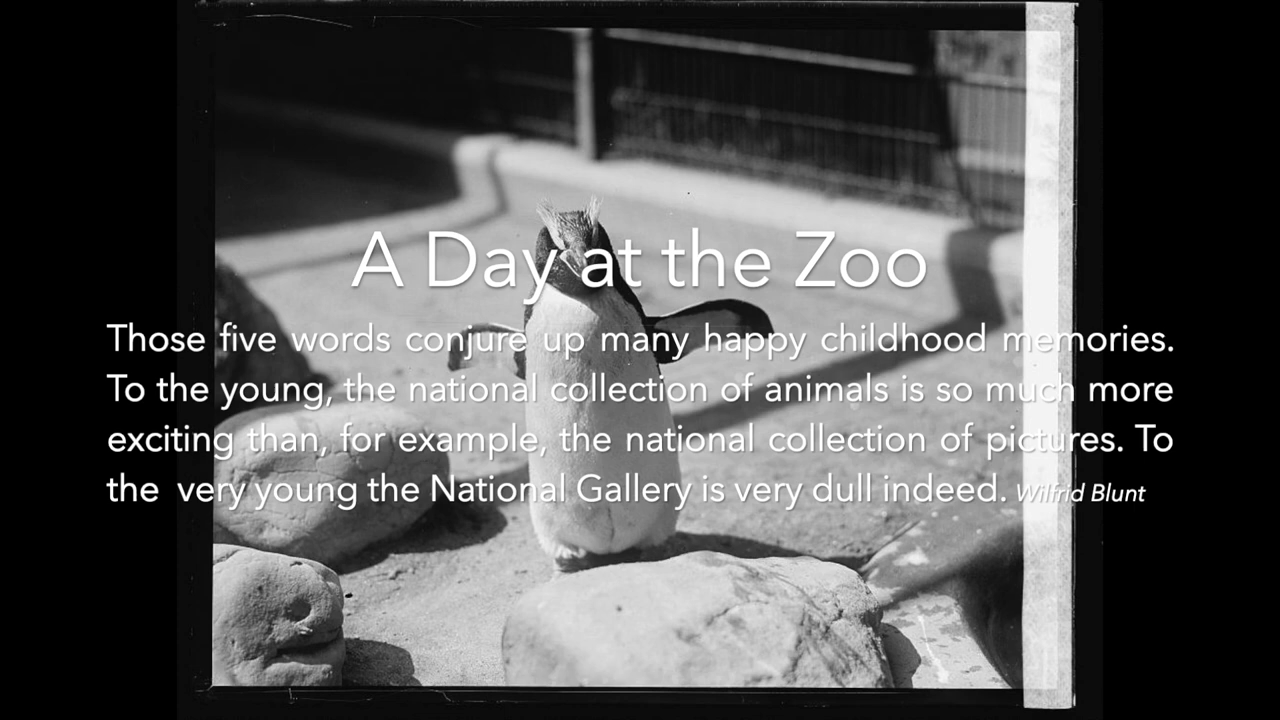 A Day at the Zoo
Those five words conjure up many happy childhood memories.
To the young, the national collection of animals is so much more
exciting than, for example, the national collection of pictures. To
the very young the National Gallery is very dull indeed. Wilfrid Blunt